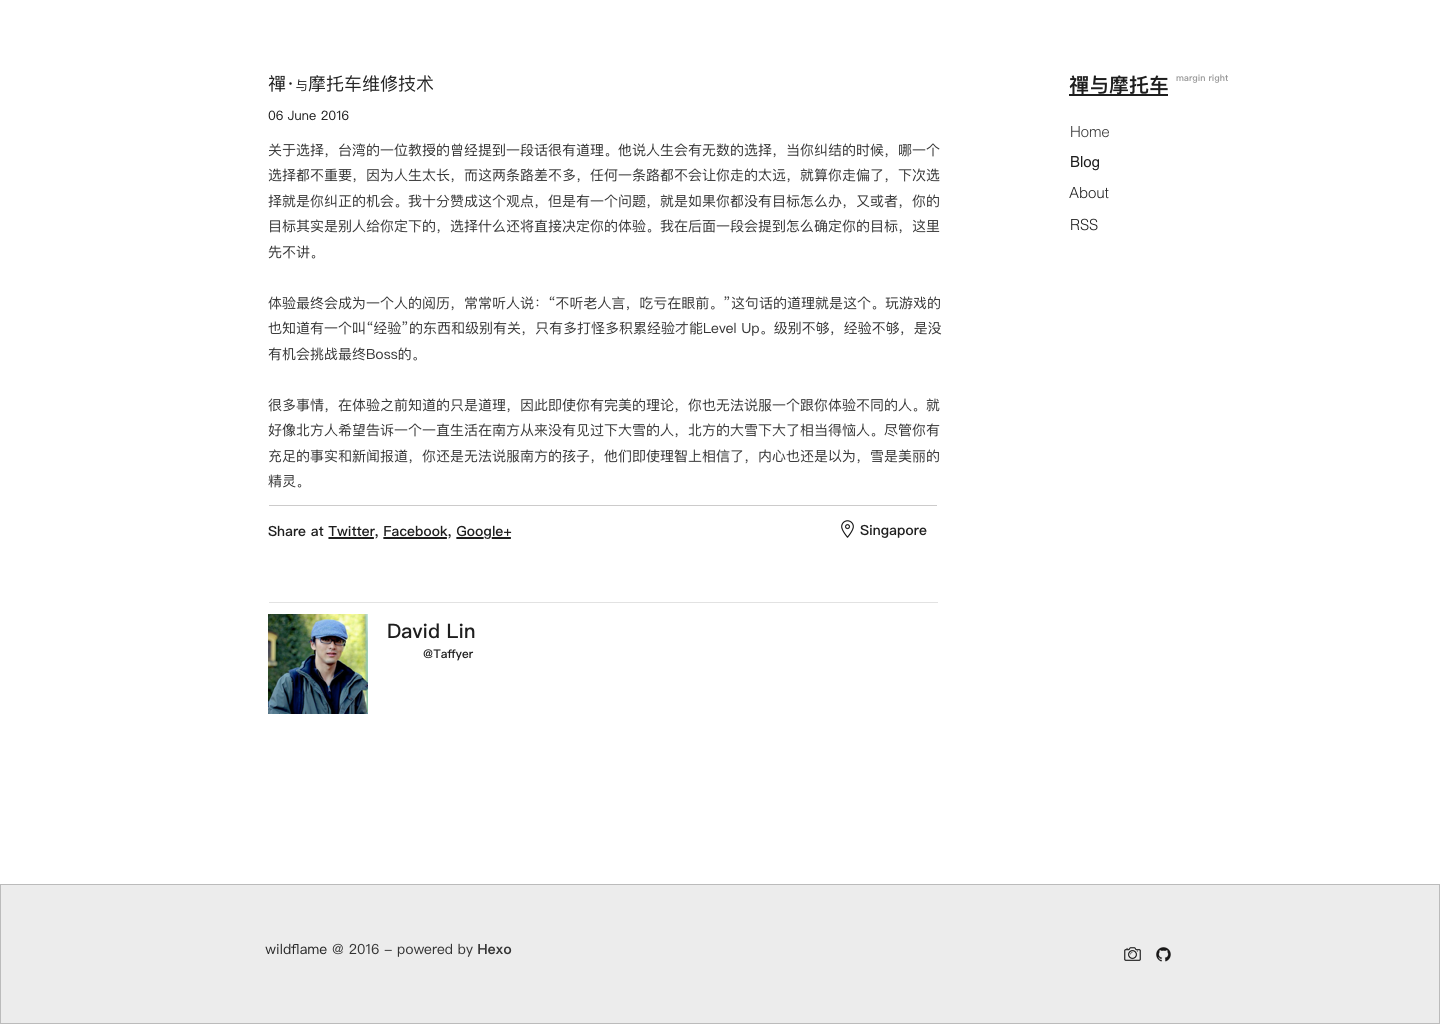 禪·与摩托车维修技术
06 June 2016
关于选择，台湾的一位教授的曾经提到一段话很有道理。他说人生会有无数的选择，当你纠结的时候，哪一个
选择都不重要，因为人生太长，而这两条路差不多，任何一条路都不会让你走的太远，就算你走偏了，下次选
择就是你纠正的机会。我十分赞成这个观点，但是有一个问题，就是如果你都没有目标怎么办，又或者，你的
目标其实是别人给你定下的，选择什么还将直接决定你的体验。我在后面一段会提到怎么确定你的目标，这里
先不讲。
体验最终会成为一个人的阅历，常常听人说：“不听老人言，吃亏在眼前。”这句话的道理就是这个。玩游戏的
也知道有一个叫“经验”的东西和级别有关，只有多打怪多积累经验才能Level Up。级别不够，经验不够，是没
有机会挑战最终Boss的。
很多事情，在体验之前知道的只是道理，因此即使你有完美的理论，你也无法说服一个跟你体验不同的人。就
好像北方人希望告诉一个一直生活在南方从来没有见过下大雪的人，北方的大雪下大了相当得恼人。尽管你有
充足的事实和新闻报道，你还是无法说服南方的孩子，他们即使理智上相信了，内心也还是以为，雪是美丽的
精灵。
Share at Twitter, Facebook, Google+
Singapore
David Lin
@Taffyer
禪与摩托车
margin right
Home
Blog
About
RSS
wildflame @ 2016 – powered by Hexo